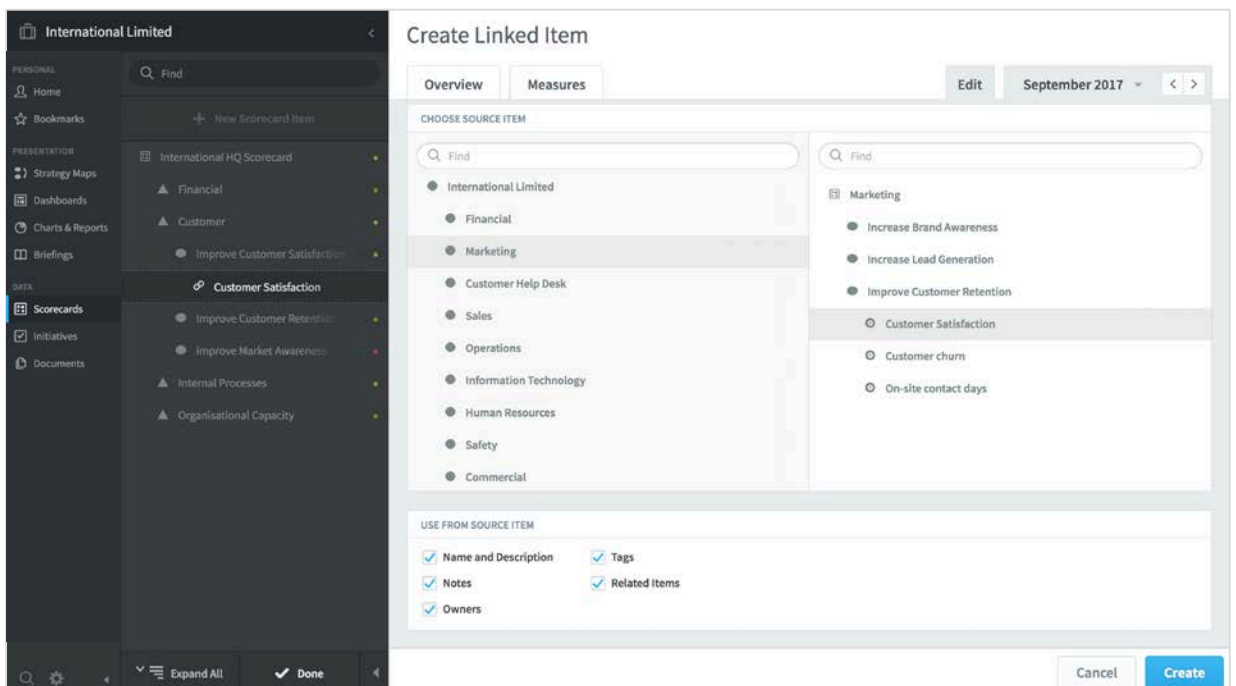 International Limited
PERSONAL
Home
Bookmarks
PRESENTATION
Strategy Maps
Dashboards
Charts & Reports
Briefings
DATA
Scorecards
Initiatives
Documents
Find
New Scorecard Item
International HQ Scorecard
Financial
Customer
Improve Customer Satisfaction
Customer Satisfaction
Improve Customer Retention
Improve Market Awareness
Internal Processes
Organisational Capacity
Expand All
Done
Create Linked Item
Overview
Measures
Edit
September 2017
CHOOSE SOURCE ITEM
Find
International Limited
Financial
Marketing
Customer Help Desk
Sales
Operations
Information Technology
Human Resources
Safety
Commercial
Find
Marketing
Increase Brand Awareness
Increase Lead Generation
Improve Customer Retention
Customer Satisfaction
Customer churn
On-site contact days
USE FROM SOURCE ITEM
Name and Description
Tags
Notes
Related Items
Owners
Cancel
Create